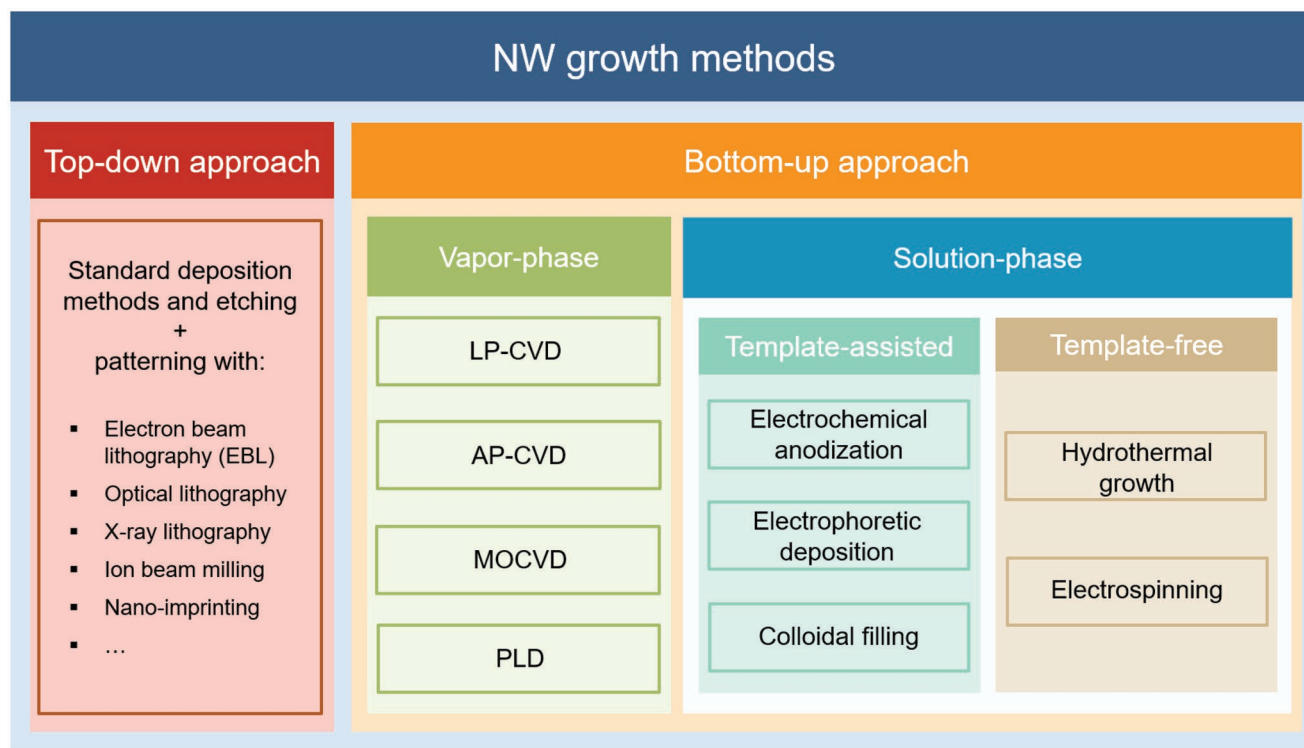 NW growth methods
Top-down approach
Standard deposition
methods and etching
+
patterning with:
▪ Electron beam
lithography (EBL)
▪ Optical lithography
▪ X-ray lithography
▪ Ion beam milling
▪ Nano-imprinting
▪ …
Bottom-up approach
Vapor-phase
LP-CVD
AP-CVD
MOCVD
PLD
Solution-phase
Template-assisted
Electrochemical
anodization
Electrophoretic
deposition
Colloidal filling
Template-free
Hydrothermal
growth
Electrospinning